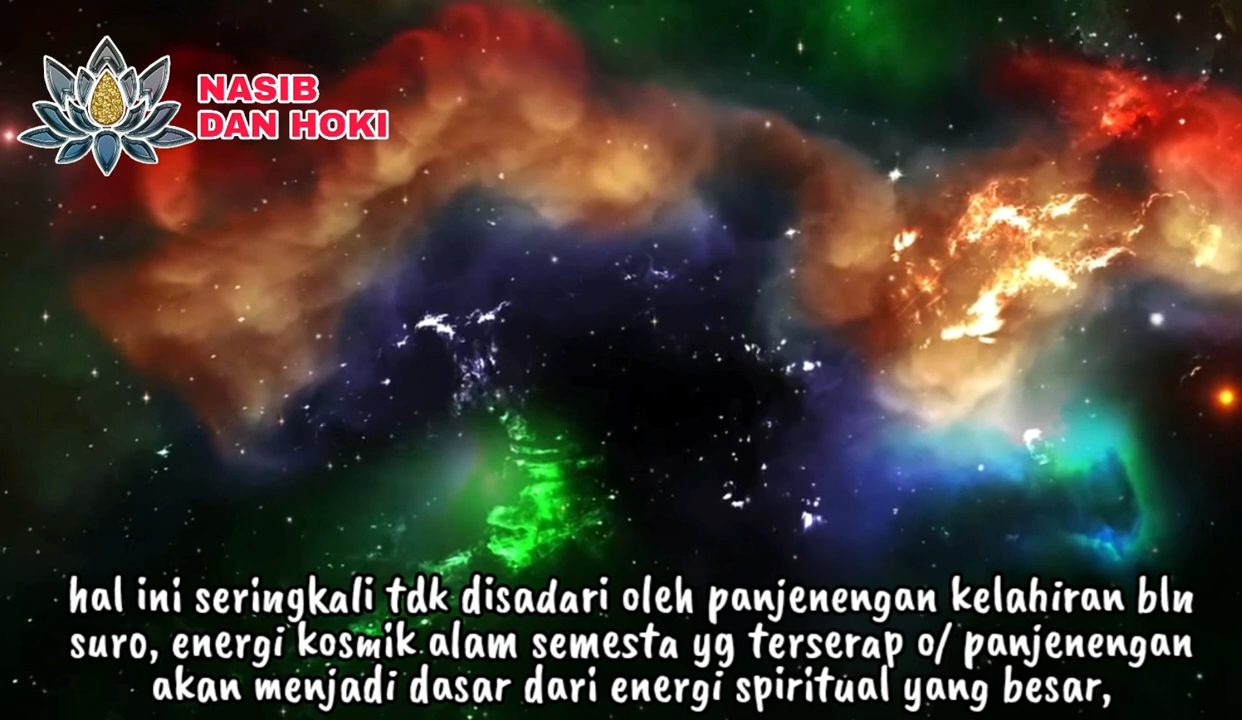 NASIB
DAN HOKI
hal ini seringkali tdk disadari oleh panjenengan kelahiran bln
suro, energi kosmik alam semesta yg terserap o/ panjenengan
akan menjadi dasar dari energi spiritual yang besar,